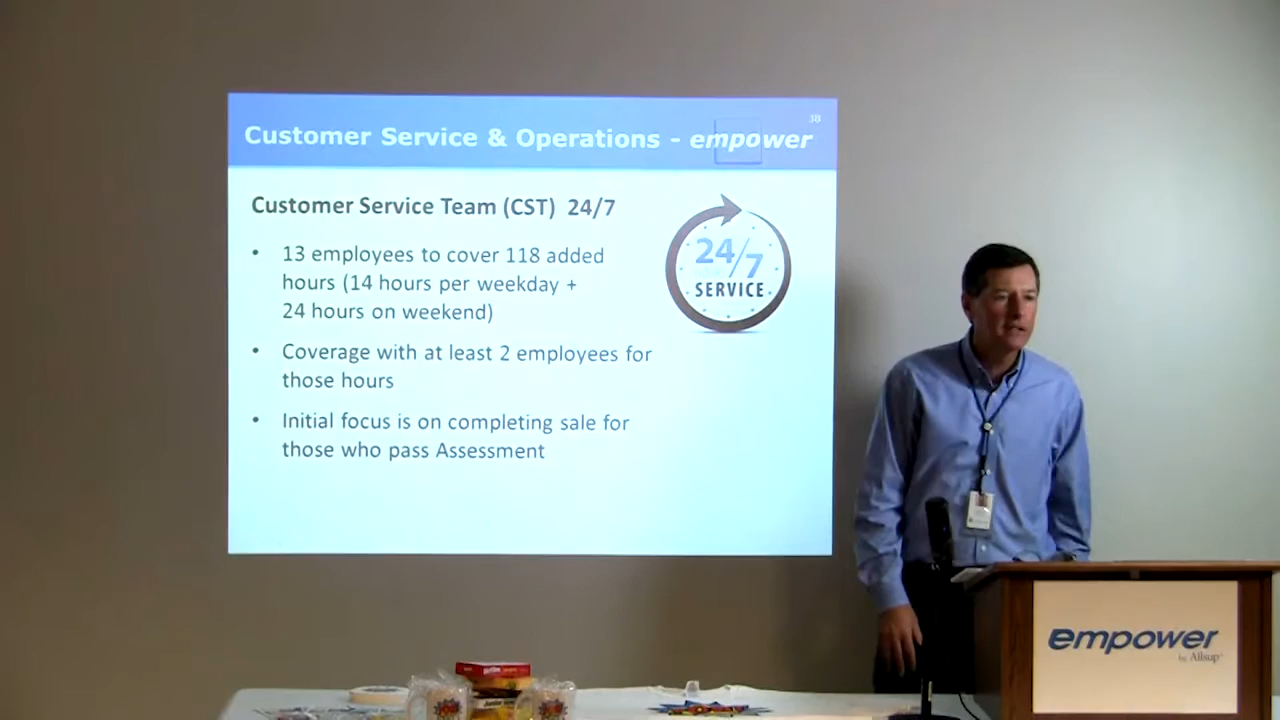 38
Customer Service & Operations - empower
Customer Service Team (CST) 24/7
• 13 employees to cover 118 added
hours (14 hours per weekday +
24 hours on weekend)
• Coverage with at least 2 employees for
those hours
• Initial focus is on completing sale for
those who pass Assessment
24/7
SERVICE
empower
by Allsup